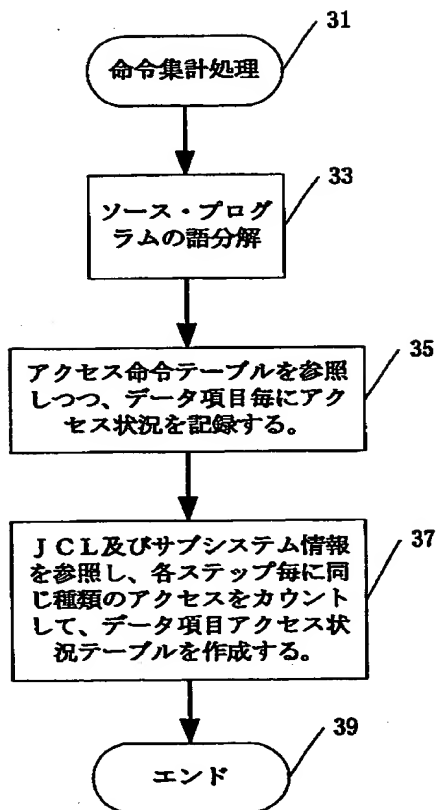 31
命令集計処理
33
ソース・プログ
ラムの語分解
35
アクセス命令テーブルを参照
しつつ、データ項目毎にアク
セス状況を記録する。
37
ＪＣＬ及びサブシステム情報
を参照し、各ステップ毎に同
じ種類のアクセスをカウント
して、データ項目アクセス状
況テーブルを作成する。
39
エンド